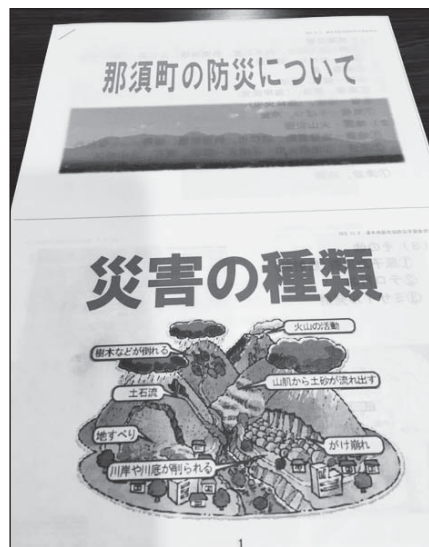 那須町の防災について
災害の種類
火山の活動
樹木などが倒れる
山肌から土砂が流れ出す
土石流
地すべり
がけ崩れ
川岸や川底が削られる
1